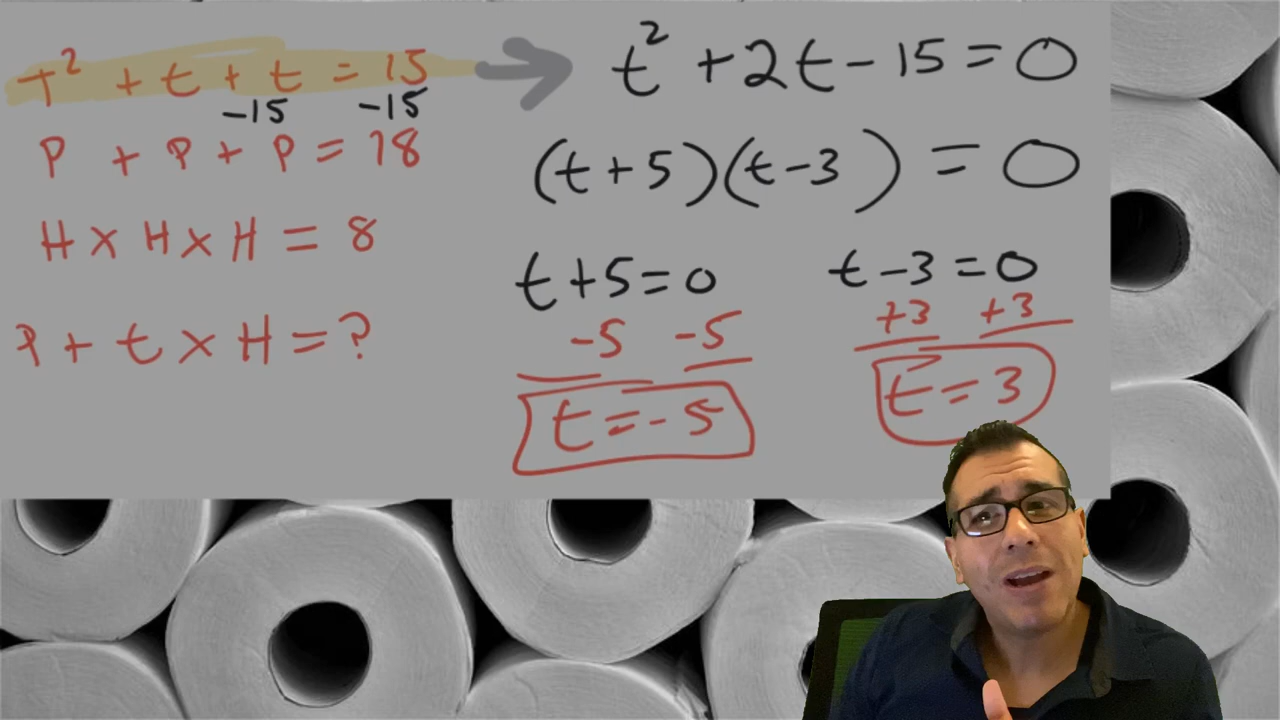 t² + t + t = 15
-15 -15
P + P + P = 18
H × H × H = 8
P + t × H = ?
t² + 2t - 15 = 0
(t + 5)(t - 3) = 0
t + 5 = 0
-5 -5
t = -5
t - 3 = 0
+3 +3
t = 3